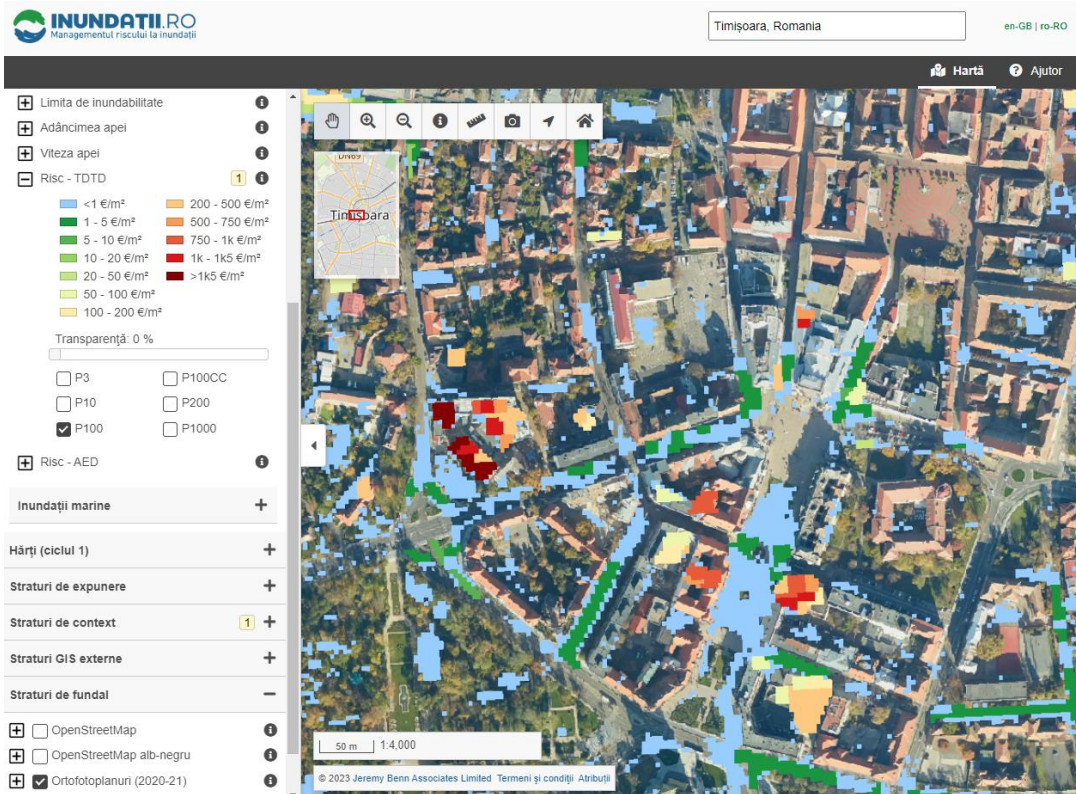 INUNDAȚII.RO
Managementul riscului la inundații
Timișoara, Romania
en-GB | ro-RO
Hartă
Ajutor
Limita de inundabilitate
Adâncimea apei
Viteza apei
Risc - TDTD
1
<1 €/m²
200 - 500 €/m²
1 - 5 €/m²
500 - 750 €/m²
5 - 10 €/m²
750 - 1k €/m²
10 - 20 €/m²
1k - 1k5 €/m²
20 - 50 €/m²
>1k5 €/m²
50 - 100 €/m²
100 - 200 €/m²
Transparență: 0 %
P3
P100CC
P10
P200
P100
P1000
Risc - AED
Inundații marine
Hărți (ciclul 1)
Straturi de expunere
Straturi de context
1
Straturi GIS externe
Straturi de fundal
OpenStreetMap
OpenStreetMap alb-negru
Ortofotoplanuri (2020-21)
DN69
Timișoara
50 m
1:4,000
© 2023 Jeremy Benn Associates Limited Termeni și condiții Atribuții